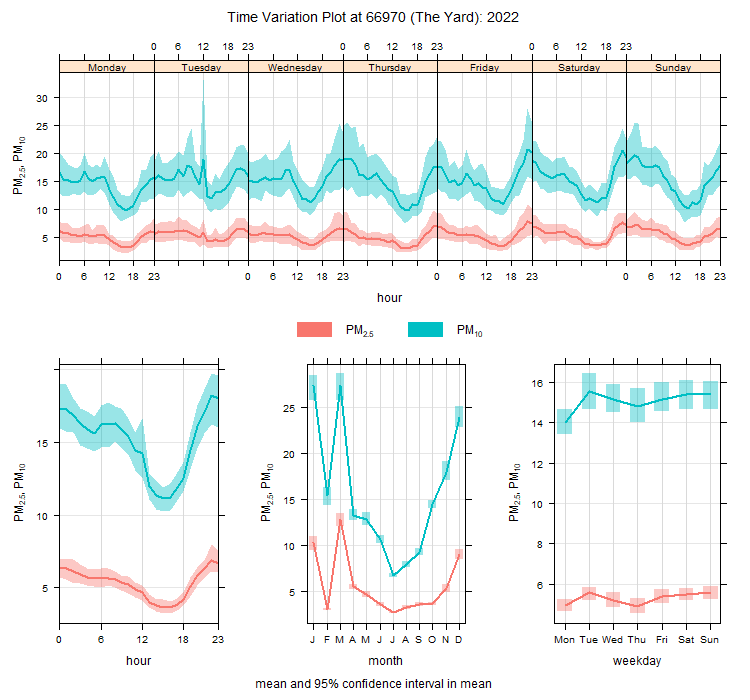 Time Variation Plot at 66970 (The Yard): 2022
0 6 12 18 23 0 6 12 18 23 0 6 12 18 23
Monday Tuesday Wednesday Thursday Friday Saturday Sunday
30
25
20
15
10
5
PM2.5, PM10
0 6 12 18 23 0 6 12 18 23 0 6 12 18 23 0 6 12 18 23
hour
PM2.5 PM10
15
10
5
PM2.5, PM10
0 6 12 18 23
hour
25
20
15
10
5
PM2.5, PM10
J F M A M J J A S O N D
month
16
14
12
10
8
6
PM2.5, PM10
Mon Tue Wed Thu Fri Sat Sun
weekday
mean and 95% confidence interval in mean